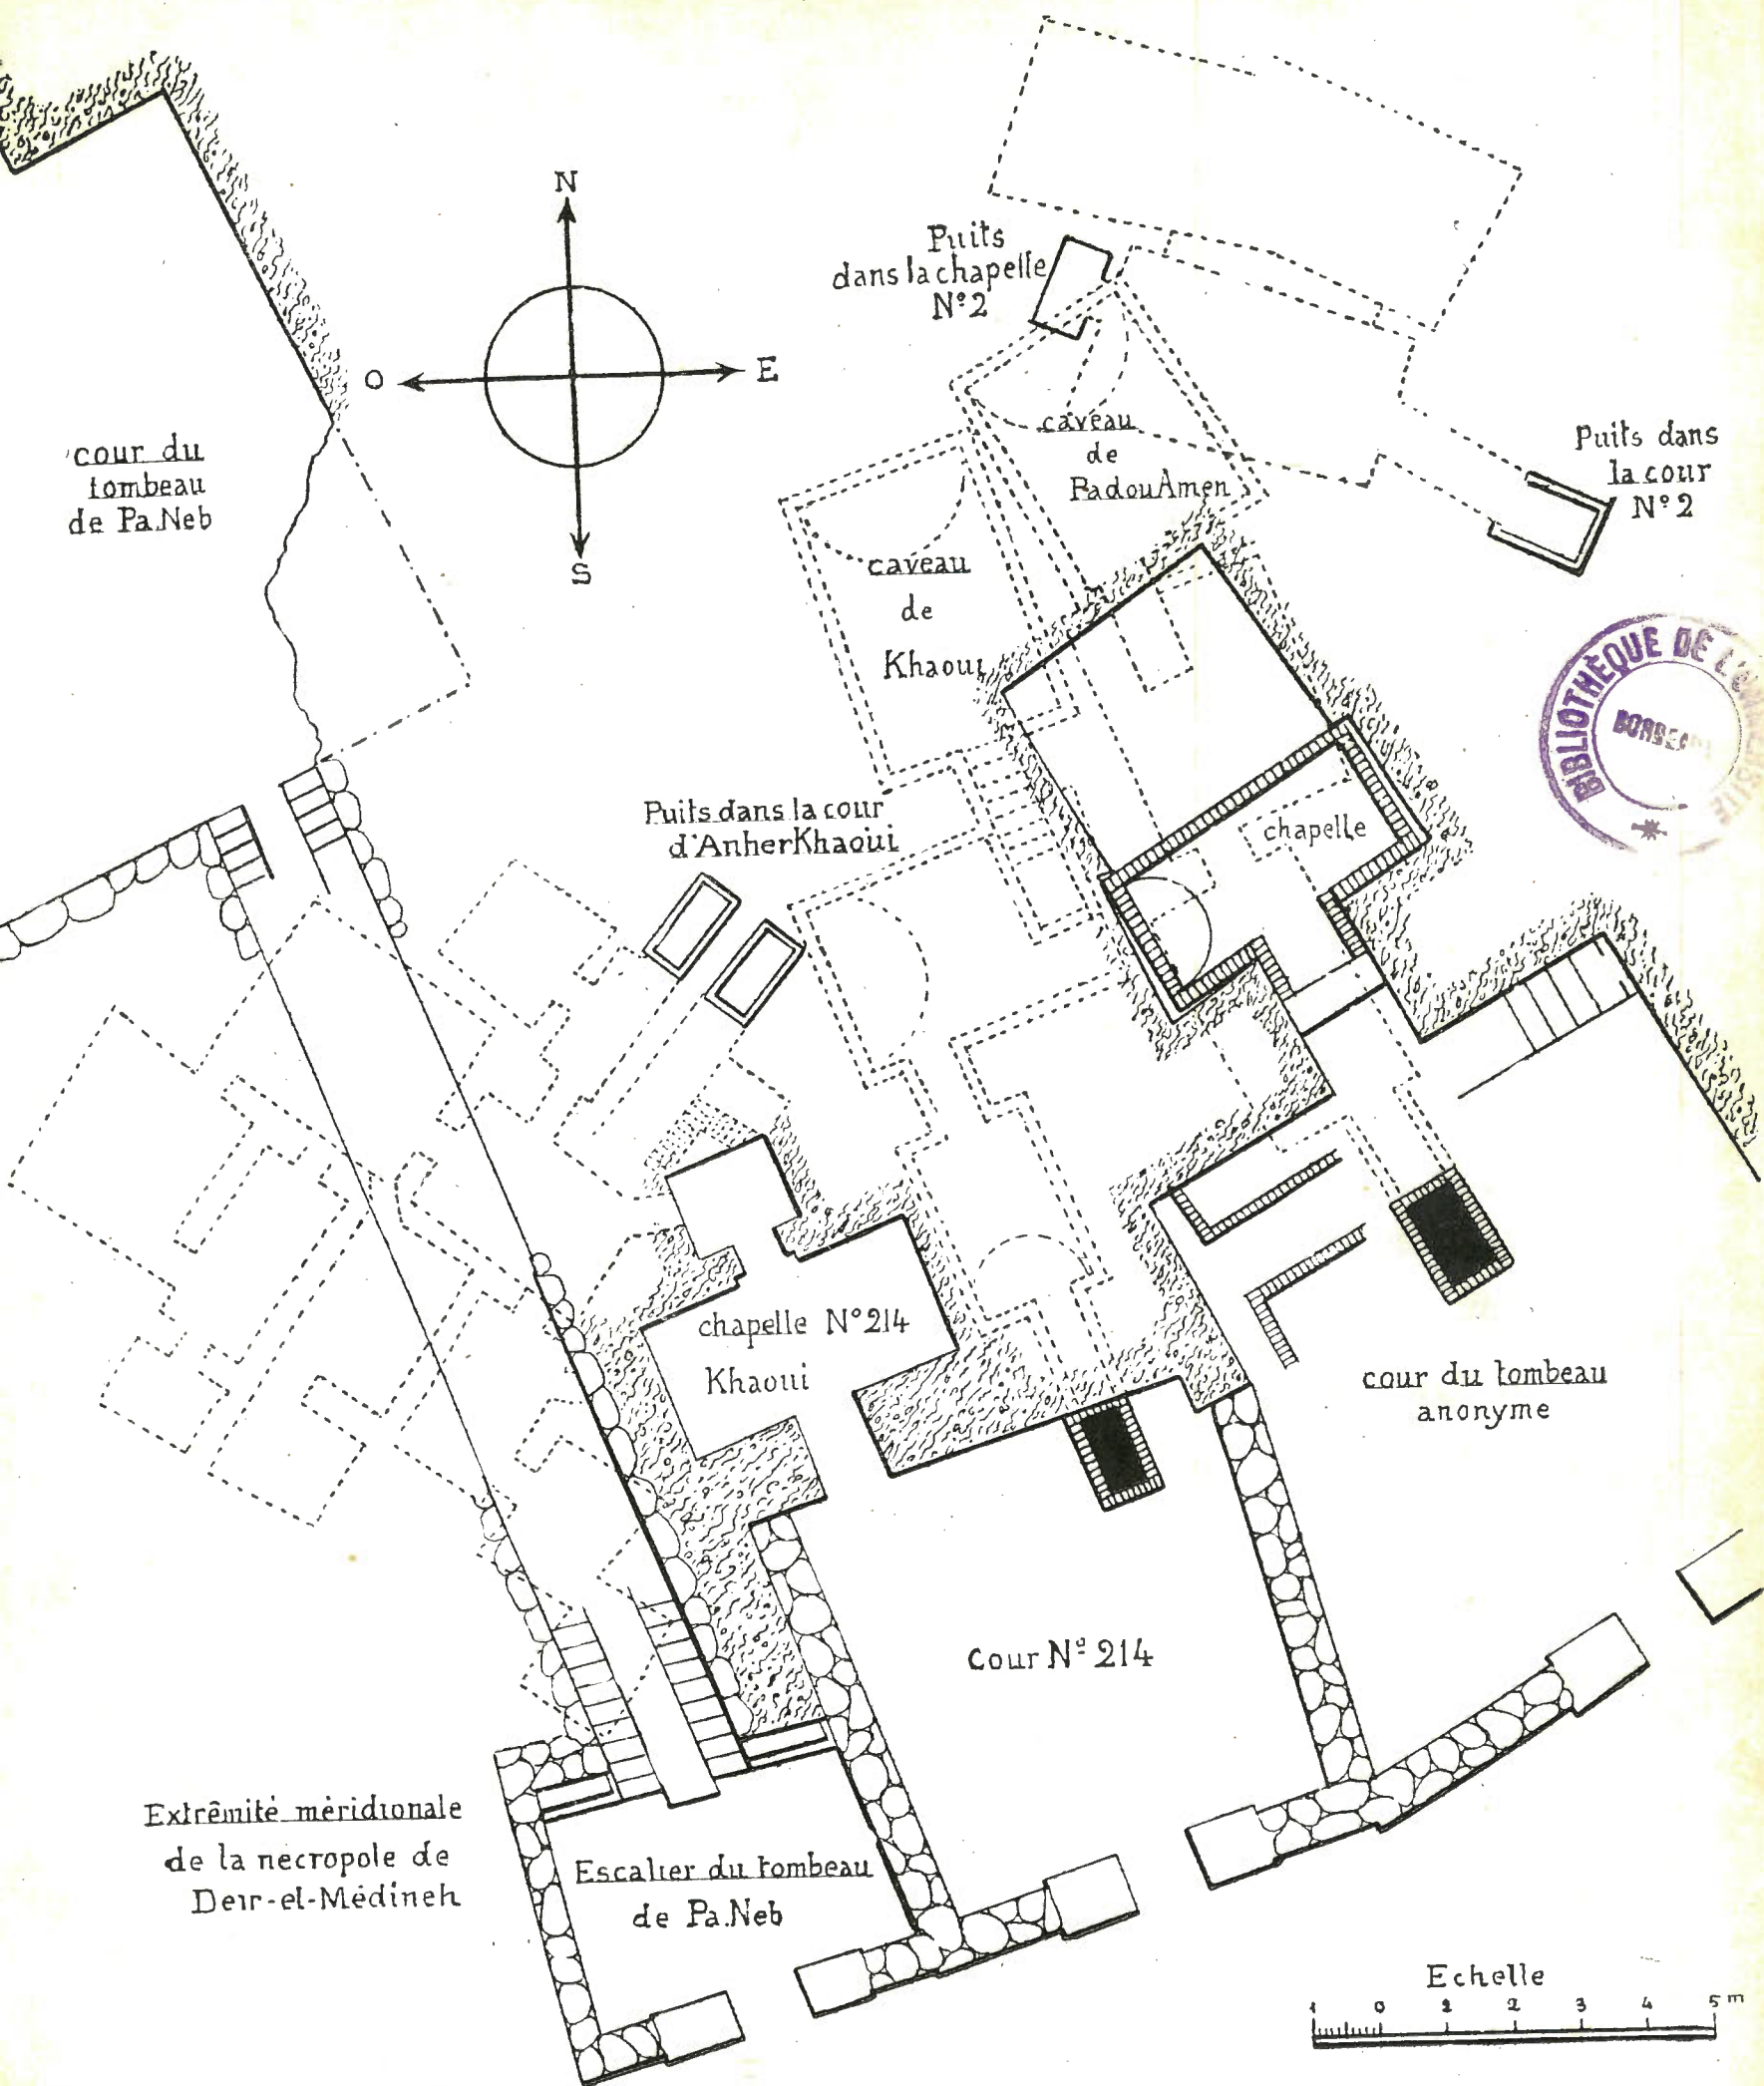 N
O
E
S
Puits
dans la chapelle
N° 2
cour du
tombeau
de Pa.Neb
caveau
de
PadouAmen
Puits dans
la cour
N° 2
caveau
de
Khaoui
BIBLIOTHÈQUE DE
Puits dans la cour
d'AnherKhaoui
chapelle
chapelle N° 214
Khaoui
cour du tombeau
anonyme
Cour N° 214
Extrêmité méridionale
de la nécropole de
Deir-el-Médineh
Escalier du tombeau
de Pa.Neb
Echelle
1 0 1 2 3 4 5 m